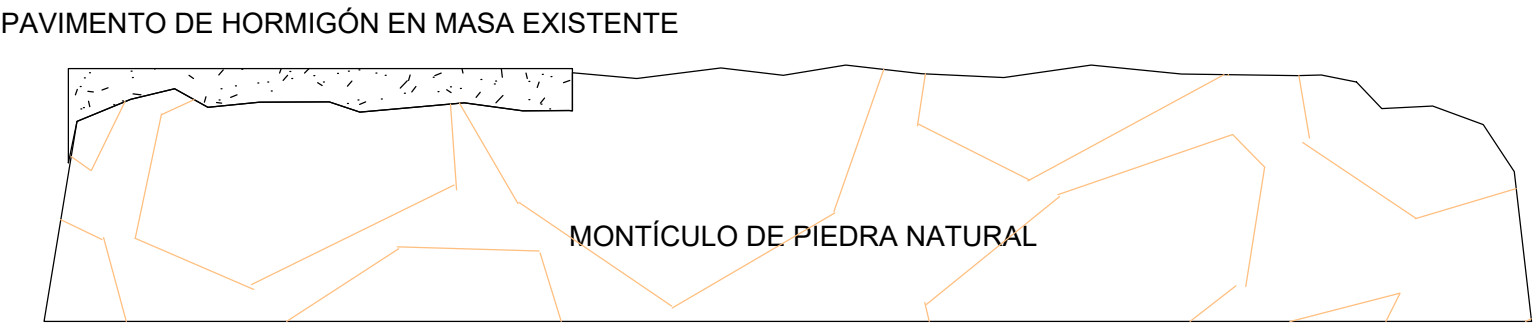 PAVIMENTO DE HORMIGÓN EN MASA EXISTENTE
MONTÍCULO DE PIEDRA NATURAL